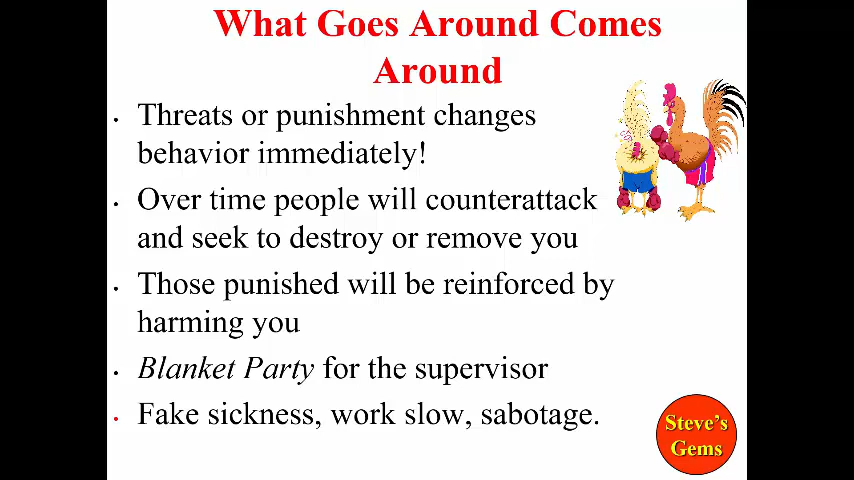 What Goes Around Comes
Around
• Threats or punishment changes
behavior immediately!
• Over time people will counterattack
and seek to destroy or remove you
• Those punished will be reinforced by
harming you
• Blanket Party for the supervisor
• Fake sickness, work slow, sabotage.
Steve's
Gems